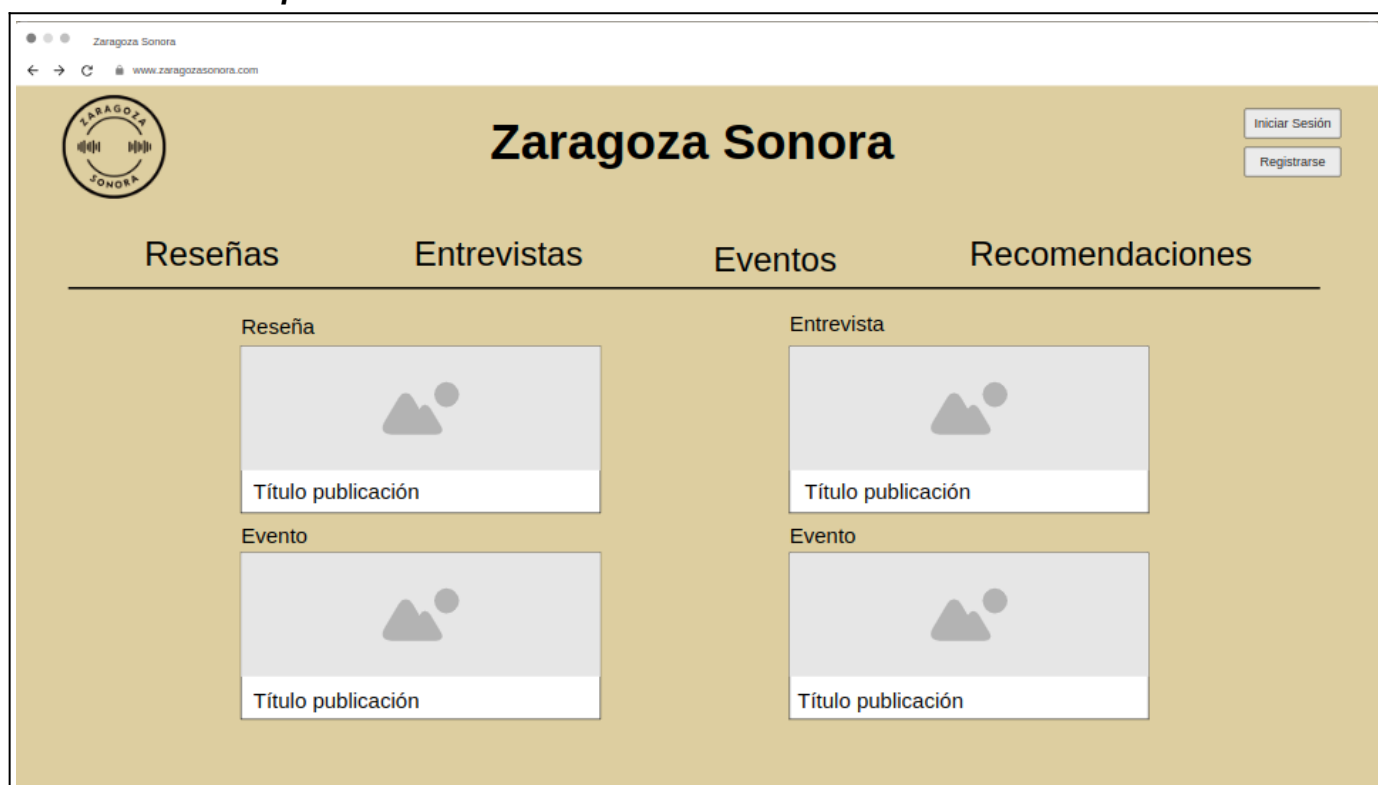 Zaragoza Sonora
www.zaragozasonora.com
ZARAGOZA
SONORA
Zaragoza Sonora
Iniciar Sesión
Registrarse
Reseñas Entrevistas Eventos Recomendaciones
Reseña Entrevista
Título publicación Título publicación
Evento Evento
Título publicación Título publicación